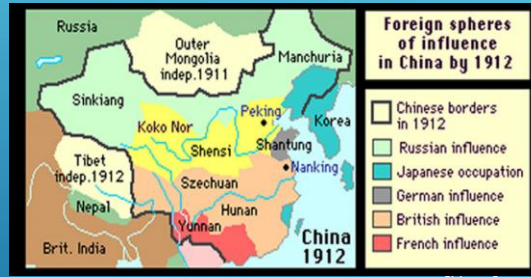 Foreign spheres
of influence
in China by 1912
Chinese borders
in 1912
Russian influence
Japanese occupation
German influence
British influence
French influence
Russia
Outer
Mongolia
indep.1911
Manchuria
Sinkiang
Peking
Korea
Koko Nor
Shensi
Shantung
Nanking
Tibet
indep.1912
Szechuan
Nepal
Hunan
Yunnan
Brit. India
China
1912